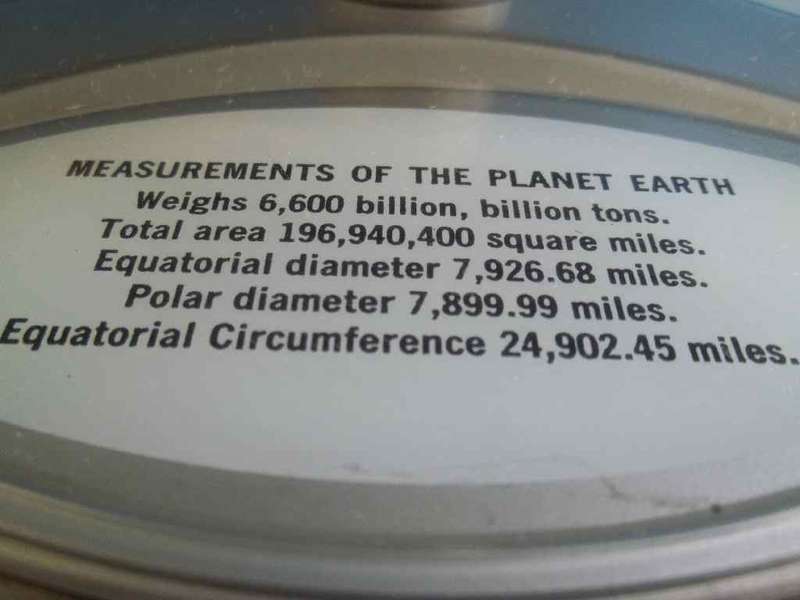 MEASUREMENTS OF THE PLANET EARTH
Weighs 6,600 billion, billion tons.
Total area 196,940,400 square miles.
Equatorial diameter 7,926.68 miles.
Polar diameter 7,899.99 miles.
Equatorial Circumference 24,902.45 miles.